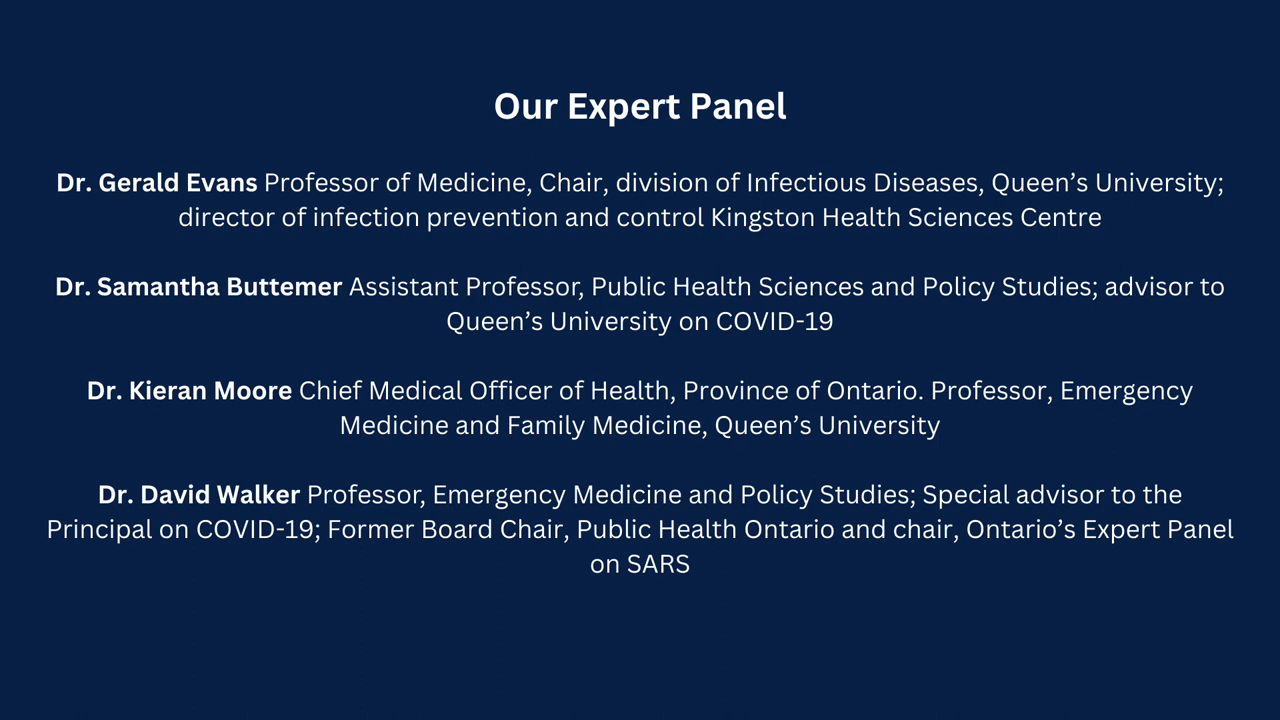 Our Expert Panel
Dr. Gerald Evans Professor of Medicine, Chair, division of Infectious Diseases, Queen’s University;
director of infection prevention and control Kingston Health Sciences Centre
Dr. Samantha Buttemer Assistant Professor, Public Health Sciences and Policy Studies; advisor to
Queen’s University on COVID-19
Dr. Kieran Moore Chief Medical Officer of Health, Province of Ontario. Professor, Emergency
Medicine and Family Medicine, Queen’s University
Dr. David Walker Professor, Emergency Medicine and Policy Studies; Special advisor to the
Principal on COVID-19; Former Board Chair, Public Health Ontario and chair, Ontario’s Expert Panel
on SARS